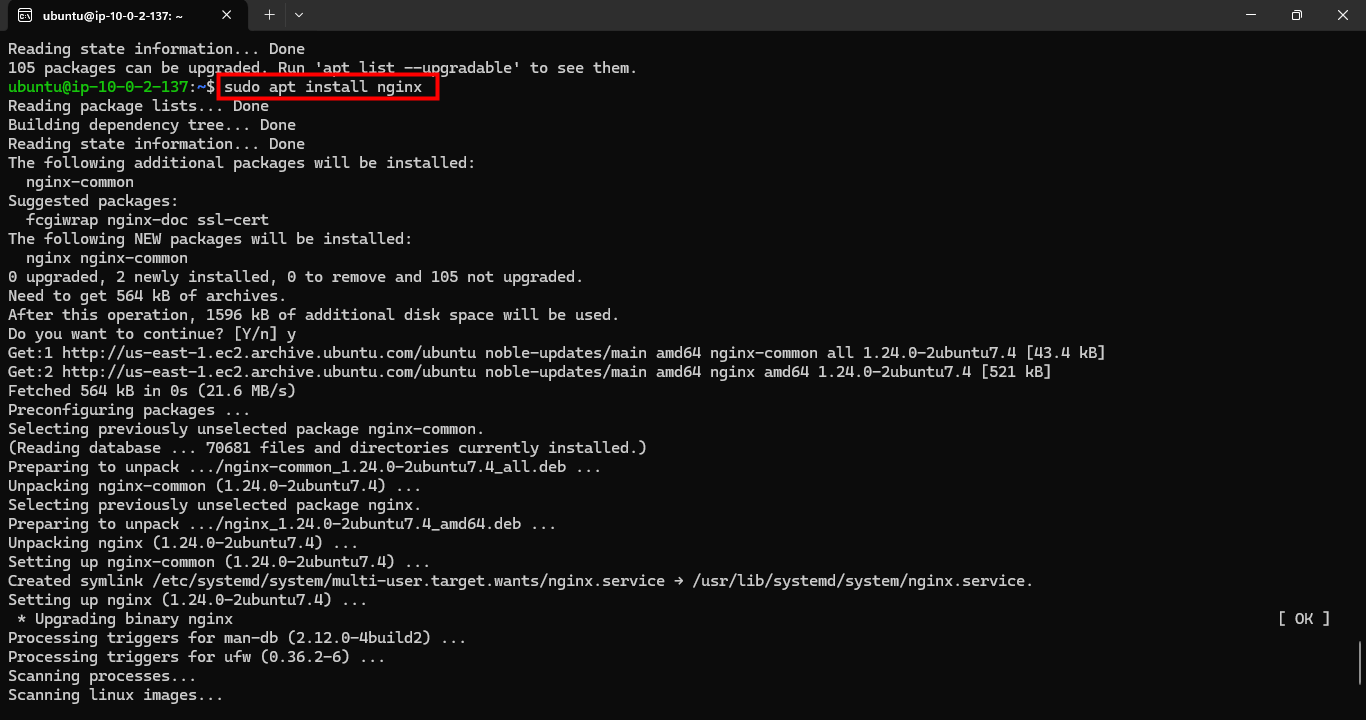 ubuntu@ip-10-0-2-137: ~
Reading state information... Done
105 packages can be upgraded. Run 'apt list --upgradable' to see them.
ubuntu@ip-10-0-2-137:~$ sudo apt install nginx
Reading package lists... Done
Building dependency tree... Done
Reading state information... Done
The following additional packages will be installed:
  nginx-common
Suggested packages:
  fcgiwrap nginx-doc ssl-cert
The following NEW packages will be installed:
  nginx nginx-common
0 upgraded, 2 newly installed, 0 to remove and 105 not upgraded.
Need to get 564 kB of archives.
After this operation, 1596 kB of additional disk space will be used.
Do you want to continue? [Y/n] y
Get:1 http://us-east-1.ec2.archive.ubuntu.com/ubuntu noble-updates/main amd64 nginx-common all 1.24.0-2ubuntu7.4 [43.4 kB]
Get:2 http://us-east-1.ec2.archive.ubuntu.com/ubuntu noble-updates/main amd64 nginx amd64 1.24.0-2ubuntu7.4 [521 kB]
Fetched 564 kB in 0s (21.6 MB/s)
Preconfiguring packages ...
Selecting previously unselected package nginx-common.
(Reading database ... 70681 files and directories currently installed.)
Preparing to unpack .../nginx-common_1.24.0-2ubuntu7.4_all.deb ...
Unpacking nginx-common (1.24.0-2ubuntu7.4) ...
Selecting previously unselected package nginx.
Preparing to unpack .../nginx_1.24.0-2ubuntu7.4_amd64.deb ...
Unpacking nginx (1.24.0-2ubuntu7.4) ...
Setting up nginx-common (1.24.0-2ubuntu7.4) ...
Created symlink /etc/systemd/system/multi-user.target.wants/nginx.service → /usr/lib/systemd/system/nginx.service.
Setting up nginx (1.24.0-2ubuntu7.4) ...
 * Upgrading binary nginx [ OK ]
Processing triggers for man-db (2.12.0-4build2) ...
Processing triggers for ufw (0.36.2-6) ...
Scanning processes...
Scanning linux images...